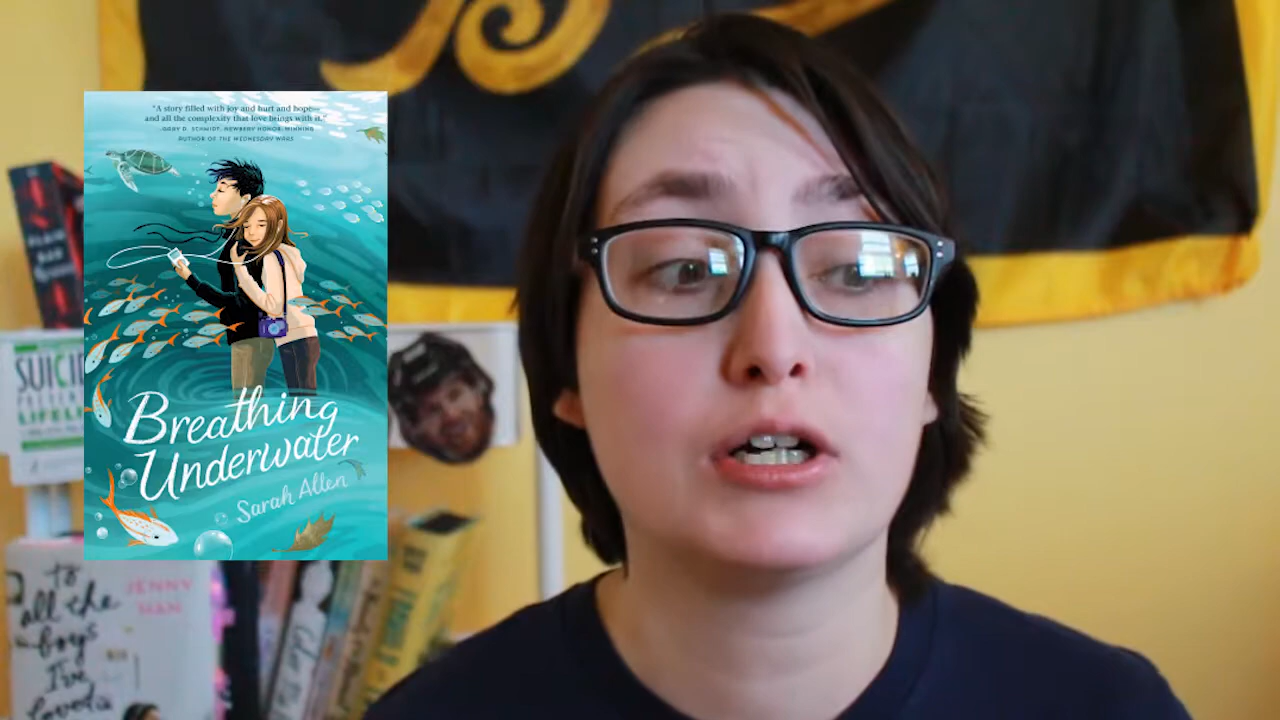 "A story filled with joy and hurt and hope—
and all the complexity that love brings with it."
–GARY D. SCHMIDT, NEWBERY HONOR-WINNING
AUTHOR OF THE WEDNESDAY WARS
Breathing
Underwater
Sarah Allen
SUICID
LIFELI
to
all the
boys
I've
loved
JENNY
HAN